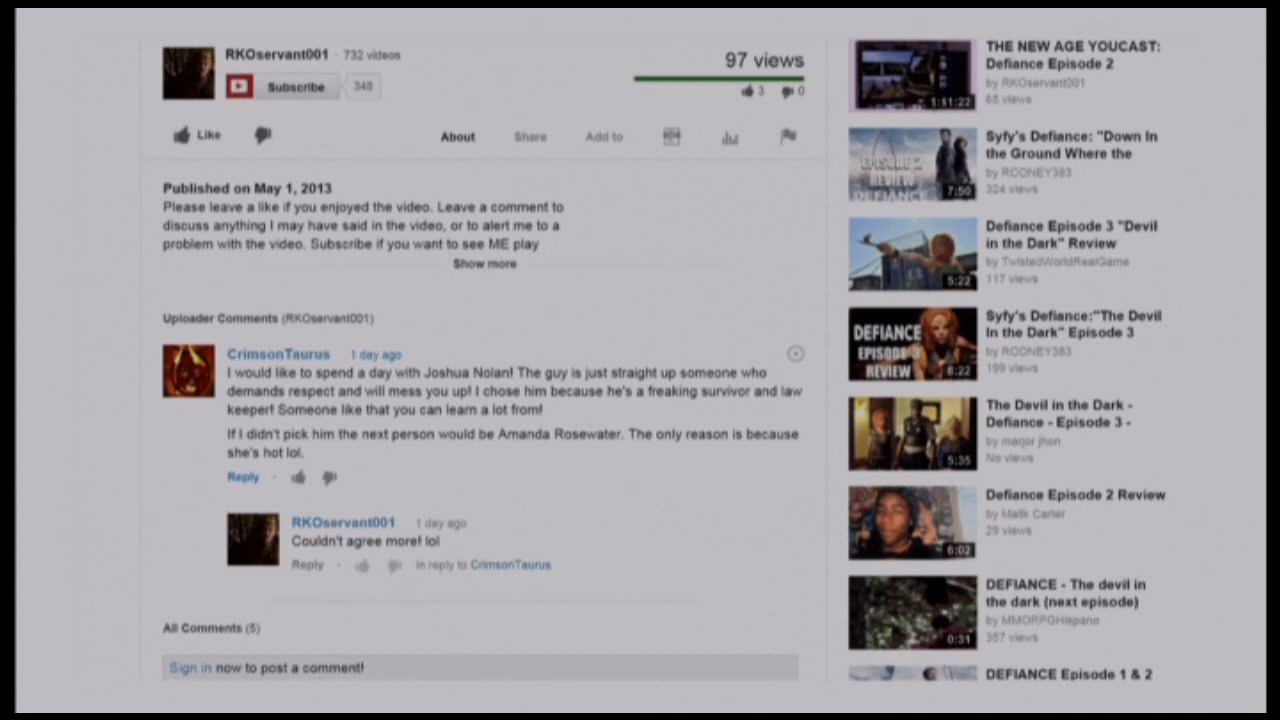 RKOservant001 · 732 videos
Subscribe 348
97 views
3 0
Like
About Share Add to
Published on May 1, 2013
Please leave a like if you enjoyed the video. Leave a comment to
discuss anything I may have said in the video, or to alert me to a
problem with the video. Subscribe if you want to see ME play
Show more
Uploader Comments (RKOservant001)
CrimsonTaurus 1 day ago
I would like to spend a day with Joshua Nolan! The guy is just straight up someone who
demands respect and will mess you up! I chose him because he's a freaking survivor and law
keeper! Someone like that you can learn a lot from!
If I didn't pick him the next person would be Amanda Rosewater. The only reason is because
she's hot lol.
Reply ·
RKOservant001 1 day ago
Couldn't agree more! lol
Reply · in reply to CrimsonTaurus
All Comments (5)
Sign in now to post a comment!
THE NEW AGE YOUCAST:
Defiance Episode 2
by RKOservant001
65 views
1:11:22
Syfy's Defiance: "Down In
the Ground Where the
by RODNEY383
324 views
EPISODE 2
REVIEW
DEFIANCE
7:50
Defiance Episode 3 "Devil
in the Dark" Review
by TwistedWorldRealGame
117 views
5:22
Syfy's Defiance:"The Devil
In the Dark" Episode 3
by RODNEY383
199 views
DEFIANCE
EPISODE 3
REVIEW
8:22
The Devil in the Dark -
Defiance - Episode 3 -
by marjor jhon
No views
5:35
Defiance Episode 2 Review
by Malik Carter
29 views
6:02
DEFIANCE - The devil in
the dark (next episode)
by MMORPGHispano
357 views
0:31
DEFIANCE Episode 1 & 2